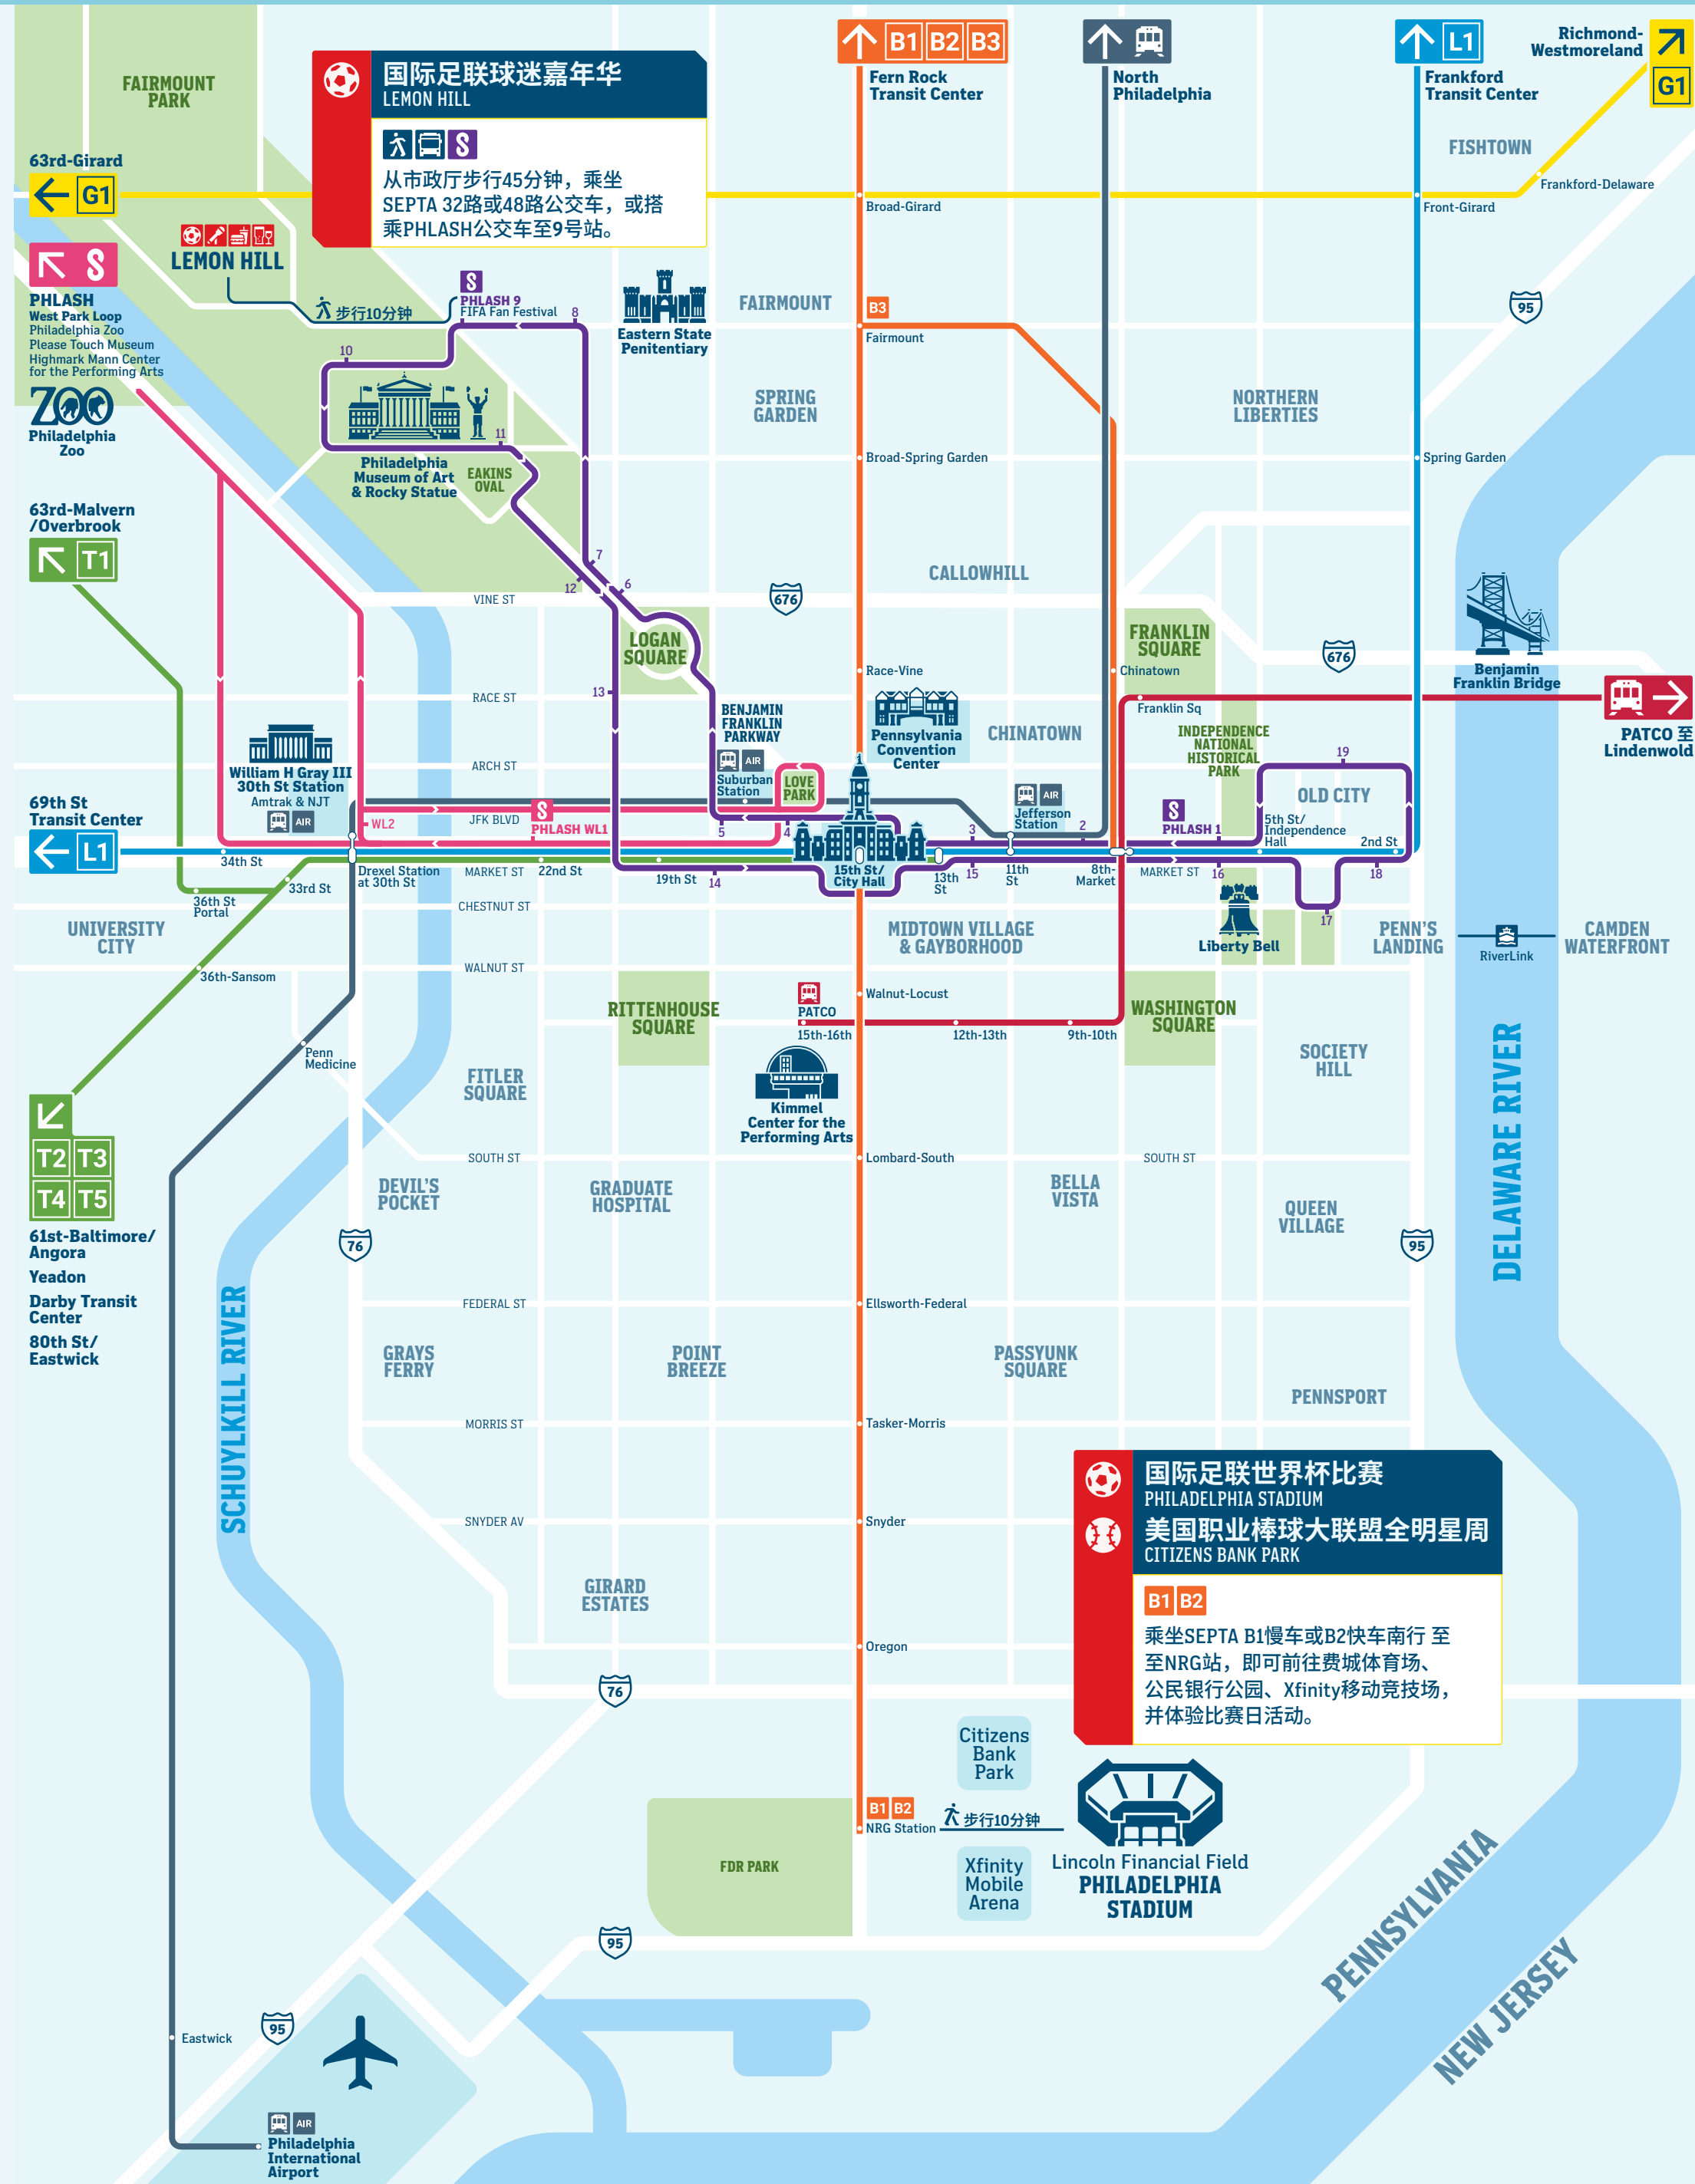 B1 B2 B3
Fern Rock
Transit Center
North
Philadelphia
L1
Frankford
Transit Center
Richmond-
Westmoreland
G1
FAIRMOUNT
PARK
国际足联球迷嘉年华
LEMON HILL
S
从市政厅步行45分钟，乘坐
SEPTA 32路或48路公交车，或搭
乘PHLASH公交车至9号站。
FISHTOWN
63rd-Girard
G1
Frankford-Delaware
Broad-Girard
Front-Girard
LEMON HILL
S
PHLASH
West Park Loop
Philadelphia Zoo
Please Touch Museum
Highmark Mann Center
for the Performing Arts
ZOO
Philadelphia
Zoo
步行10分钟
S
PHLASH 9
FIFA Fan Festival
8
10
11
Eastern State
Penitentiary
FAIRMOUNT
B3
Fairmount
95
SPRING
GARDEN
NORTHERN
LIBERTIES
Philadelphia
Museum of Art
& Rocky Statue
EAKINS
OVAL
Broad-Spring Garden
Spring Garden
63rd-Malvern
/Overbrook
T1
7
12
6
VINE ST
676
CALLOWHILL
LOGAN
SQUARE
FRANKLIN
SQUARE
676
Benjamin
Franklin Bridge
Race-Vine
Chinatown
13
RACE ST
Franklin Sq
PATCO 至
Lindenwold
BENJAMIN
FRANKLIN
PARKWAY
Pennsylvania
Convention
Center
CHINATOWN
INDEPENDENCE
NATIONAL
HISTORICAL
PARK
19
William H Gray III
30th St Station
Amtrak & NJT
AIR
ARCH ST
AIR
Suburban
Station
LOVE
PARK
AIR
Jefferson
Station
OLD CITY
69th St
Transit Center
L1
WL2
S
PHLASH WL1
JFK BLVD
5
4
3
2
S
PHLASH 1
5th St/
Independence
Hall
2nd St
34th St
33rd St
36th St
Portal
Drexel Station
at 30th St
MARKET ST
22nd St
19th St
14
15th St/
City Hall
13th
St
15
11th
St
8th-
Market
MARKET ST
16
17
18
CHESTNUT ST
UNIVERSITY
CITY
MIDTOWN VILLAGE
& GAYBORHOOD
Liberty Bell
PENN'S
LANDING
RiverLink
CAMDEN
WATERFRONT
36th-Sansom
WALNUT ST
RITTENHOUSE
SQUARE
PATCO
15th-16th
Walnut-Locust
12th-13th
9th-10th
WASHINGTON
SQUARE
Penn
Medicine
FITLER
SQUARE
Kimmel
Center for the
Performing Arts
SOCIETY
HILL
DELAWARE RIVER
T2 T3
T4 T5
61st-Baltimore/
Angora
Yeadon
Darby Transit
Center
80th St/
Eastwick
SOUTH ST
Lombard-South
SOUTH ST
DEVIL'S
POCKET
GRADUATE
HOSPITAL
BELLA
VISTA
QUEEN
VILLAGE
76
95
SCHUYLKILL RIVER
FEDERAL ST
Ellsworth-Federal
GRAYS
FERRY
POINT
BREEZE
PASSYUNK
SQUARE
PENNSPORT
MORRIS ST
Tasker-Morris
SNYDER AV
Snyder
国际足联世界杯比赛
PHILADELPHIA STADIUM
美国职业棒球大联盟全明星周
CITIZENS BANK PARK
B1 B2
乘坐SEPTA B1慢车或B2快车南行 至
至NRG站，即可前往费城体育场、
公民银行公园、Xfinity移动竞技场，
并体验比赛日活动。
GIRARD
ESTATES
Oregon
76
Citizens
Bank
Park
B1 B2
NRG Station
步行10分钟
FDR PARK
Xfinity
Mobile
Arena
Lincoln Financial Field
PHILADELPHIA
STADIUM
95
PENNSYLVANIA
NEW JERSEY
Eastwick
95
AIR
Philadelphia
International
Airport